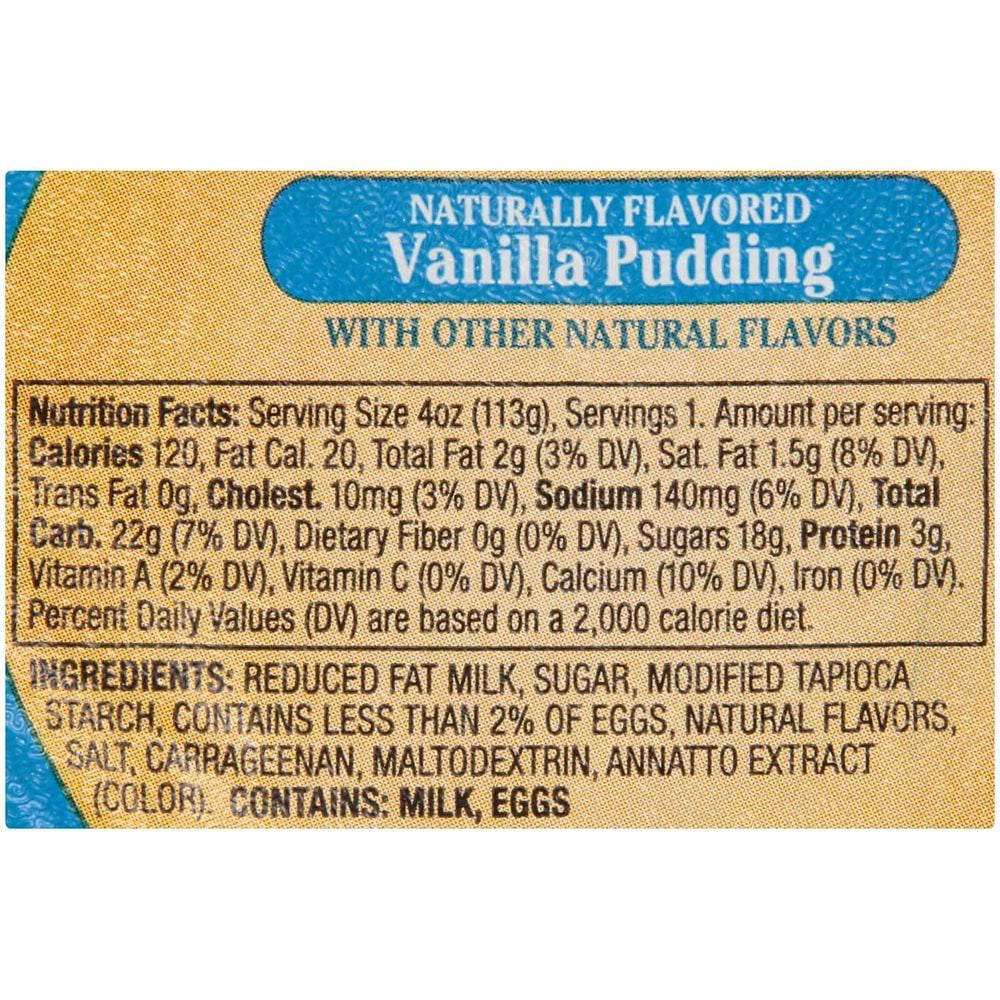 NATURALLY FLAVORED
Vanilla Pudding
WITH OTHER NATURAL FLAVORS
Nutrition Facts: Serving Size 4oz (113g), Servings 1. Amount per serving:
Calories 120, Fat Cal. 20, Total Fat 2g (3% DV), Sat. Fat 1.5g (8% DV),
Trans Fat 0g, Cholest. 10mg (3% DV), Sodium 140mg (6% DV), Total
Carb. 22g (7% DV), Dietary Fiber 0g (0% DV), Sugars 18g, Protein 3g,
Vitamin A (2% DV), Vitamin C (0% DV), Calcium (10% DV), Iron (0% DV).
Percent Daily Values (DV) are based on a 2,000 calorie diet.
INGREDIENTS: REDUCED FAT MILK, SUGAR, MODIFIED TAPIOCA
STARCH, CONTAINS LESS THAN 2% OF EGGS, NATURAL FLAVORS,
SALT, CARRAGEENAN, MALTODEXTRIN, ANNATTO EXTRACT
(COLOR). CONTAINS: MILK, EGGS